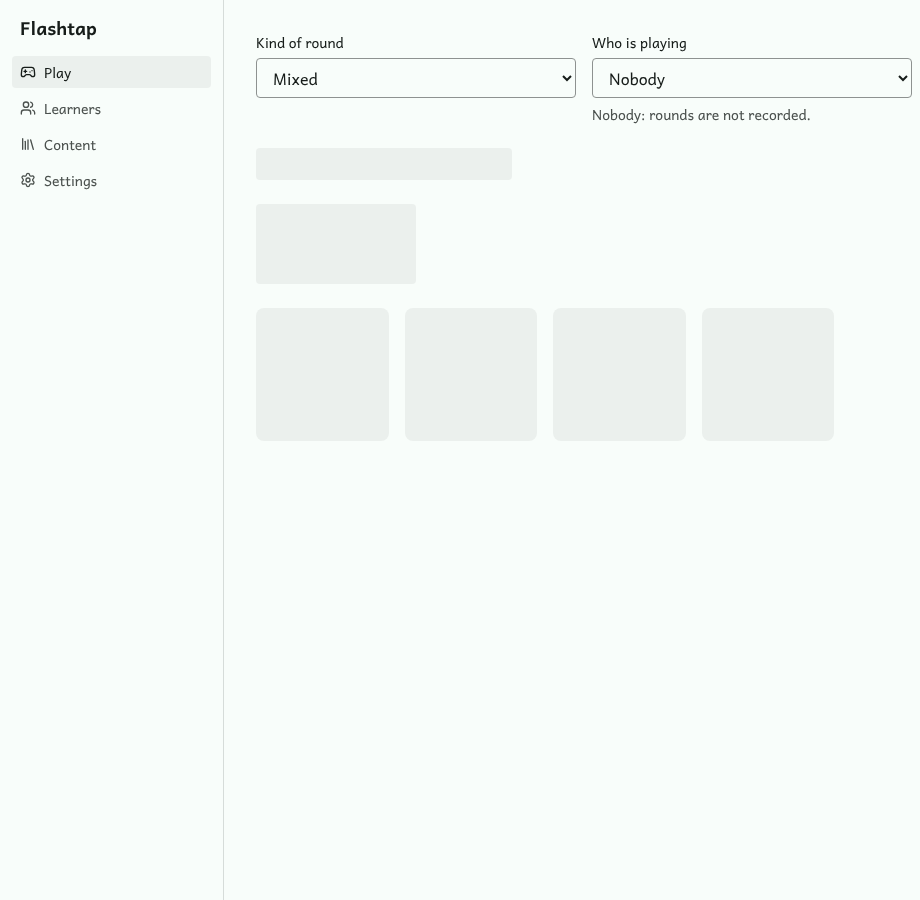 Flashtap
Play
Learners
Content
Settings
Kind of round
Mixed
Who is playing
Nobody
Nobody: rounds are not recorded.